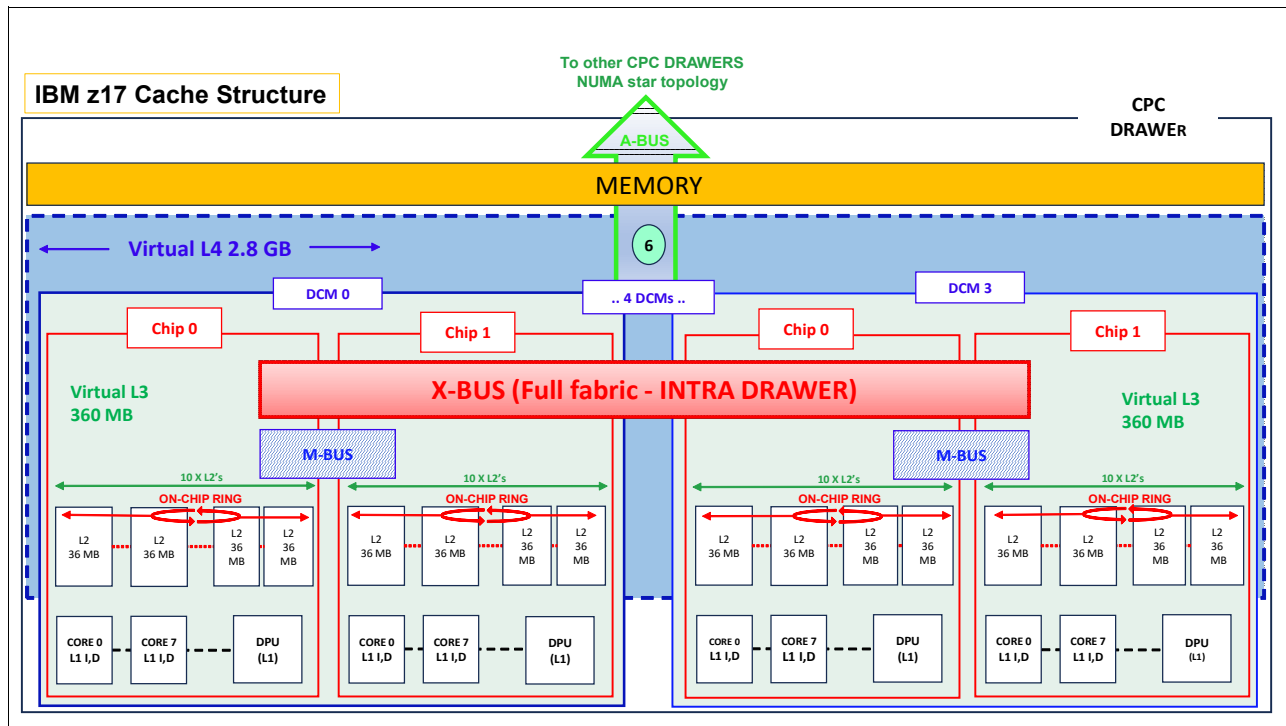 To other CPC DRAWERS
NUMA star topology
IBM z17 Cache Structure
CPC
DRAWER
A-BUS
MEMORY
Virtual L4 2.8 GB
6
DCM 0
.. 4 DCMs ..
DCM 3
Chip 0
Chip 1
Chip 0
Chip 1
X-BUS (Full fabric - INTRA DRAWER)
Virtual L3
360 MB
Virtual L3
360 MB
M-BUS
M-BUS
10 X L2's
10 X L2's
10 X L2's
10 X L2's
ON-CHIP RING
ON-CHIP RING
ON-CHIP RING
ON-CHIP RING
L2
36 MB
L2
36 MB
L2
36
MB
L2
36
MB
L2
36 MB
L2
36 MB
L2
36
MB
L2
36
MB
L2
36 MB
L2
36 MB
L2
36
MB
L2
36
MB
L2
36 MB
L2
36 MB
L2
36
MB
L2
36
MB
CORE 0
L1 I,D
CORE 7
L1 I,D
DPU
(L1)
CORE 0
L1 I,D
CORE 7
L1 I,D
DPU
(L1)
CORE 0
L1 I,D
CORE 7
L1 I,D
DPU
(L1)
CORE 0
L1 I,D
CORE 7
L1 I,D
DPU
(L1)